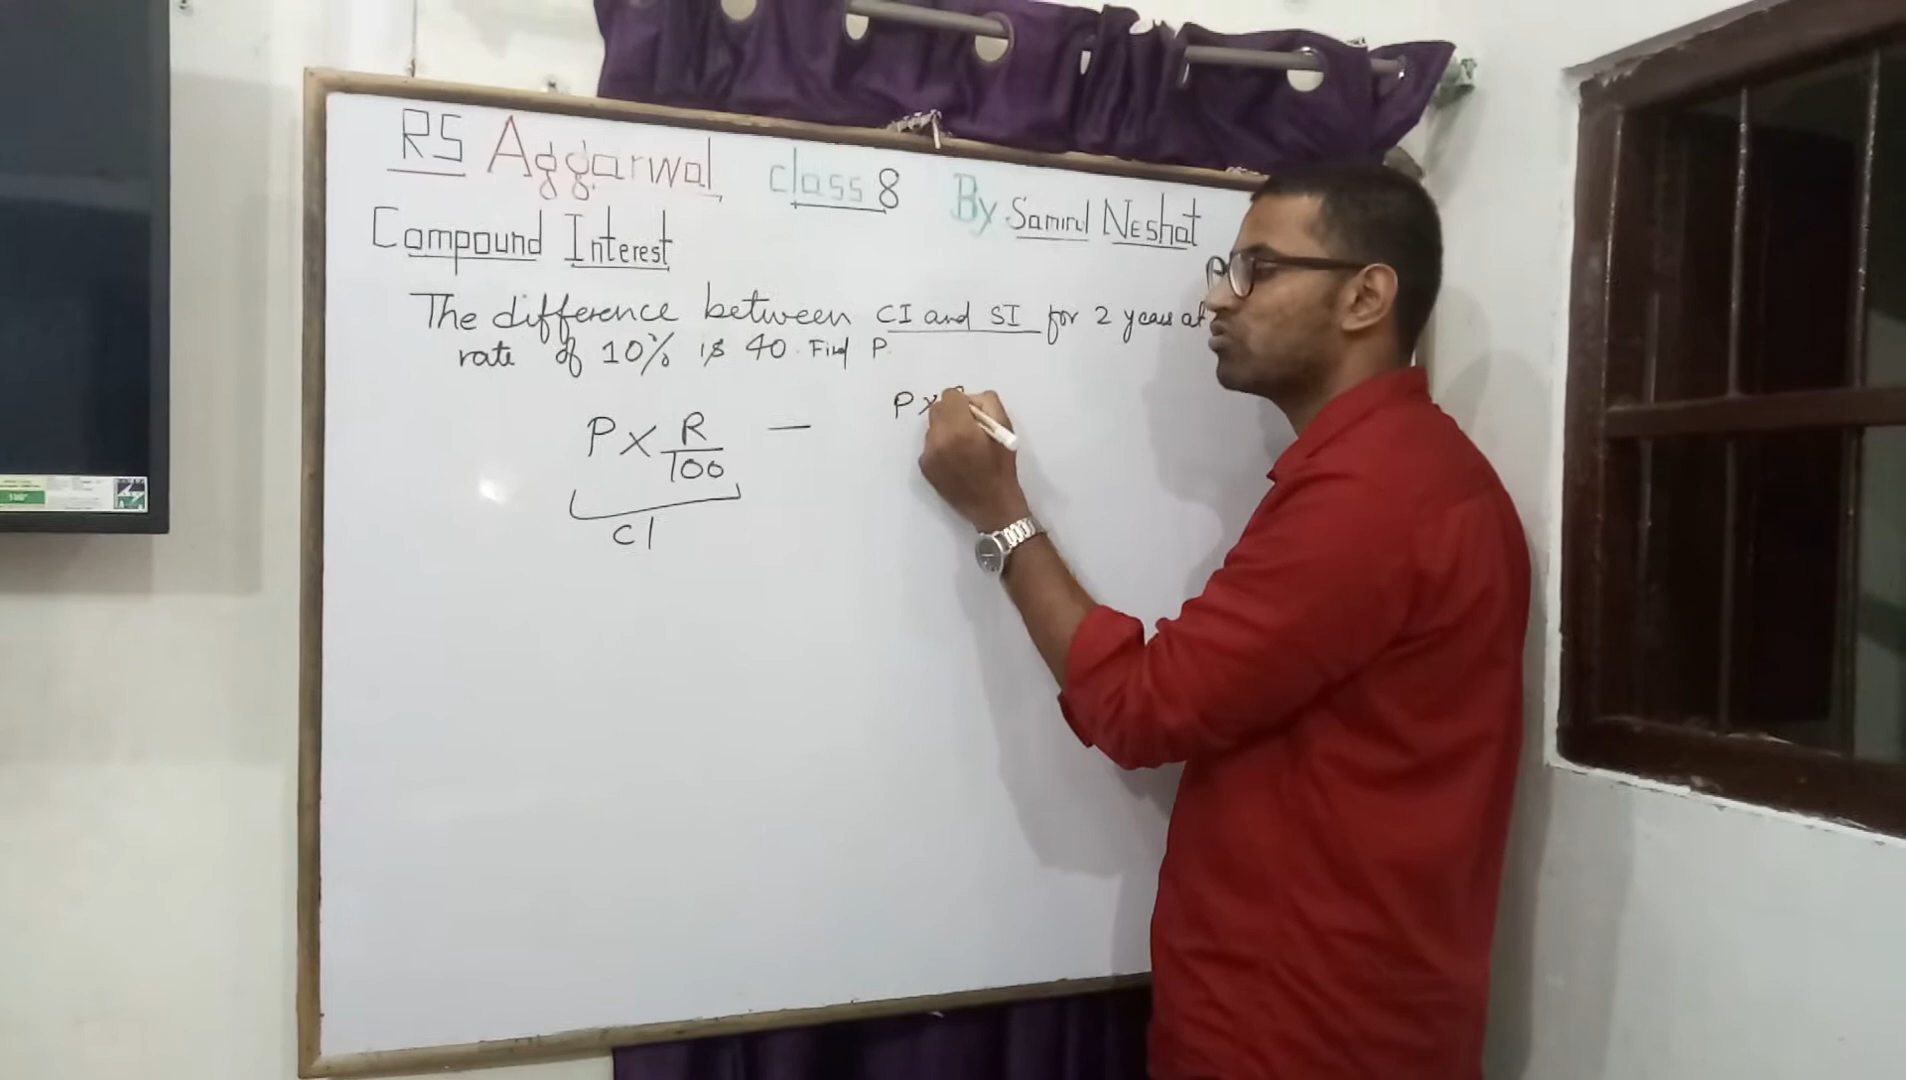 RS Aggarwal class 8 By Samirul Neshat
Compound Interest
The difference between CI and SI for 2 years at
rate of 10% is 40. Find P.
P × R/100 — P ×
CI